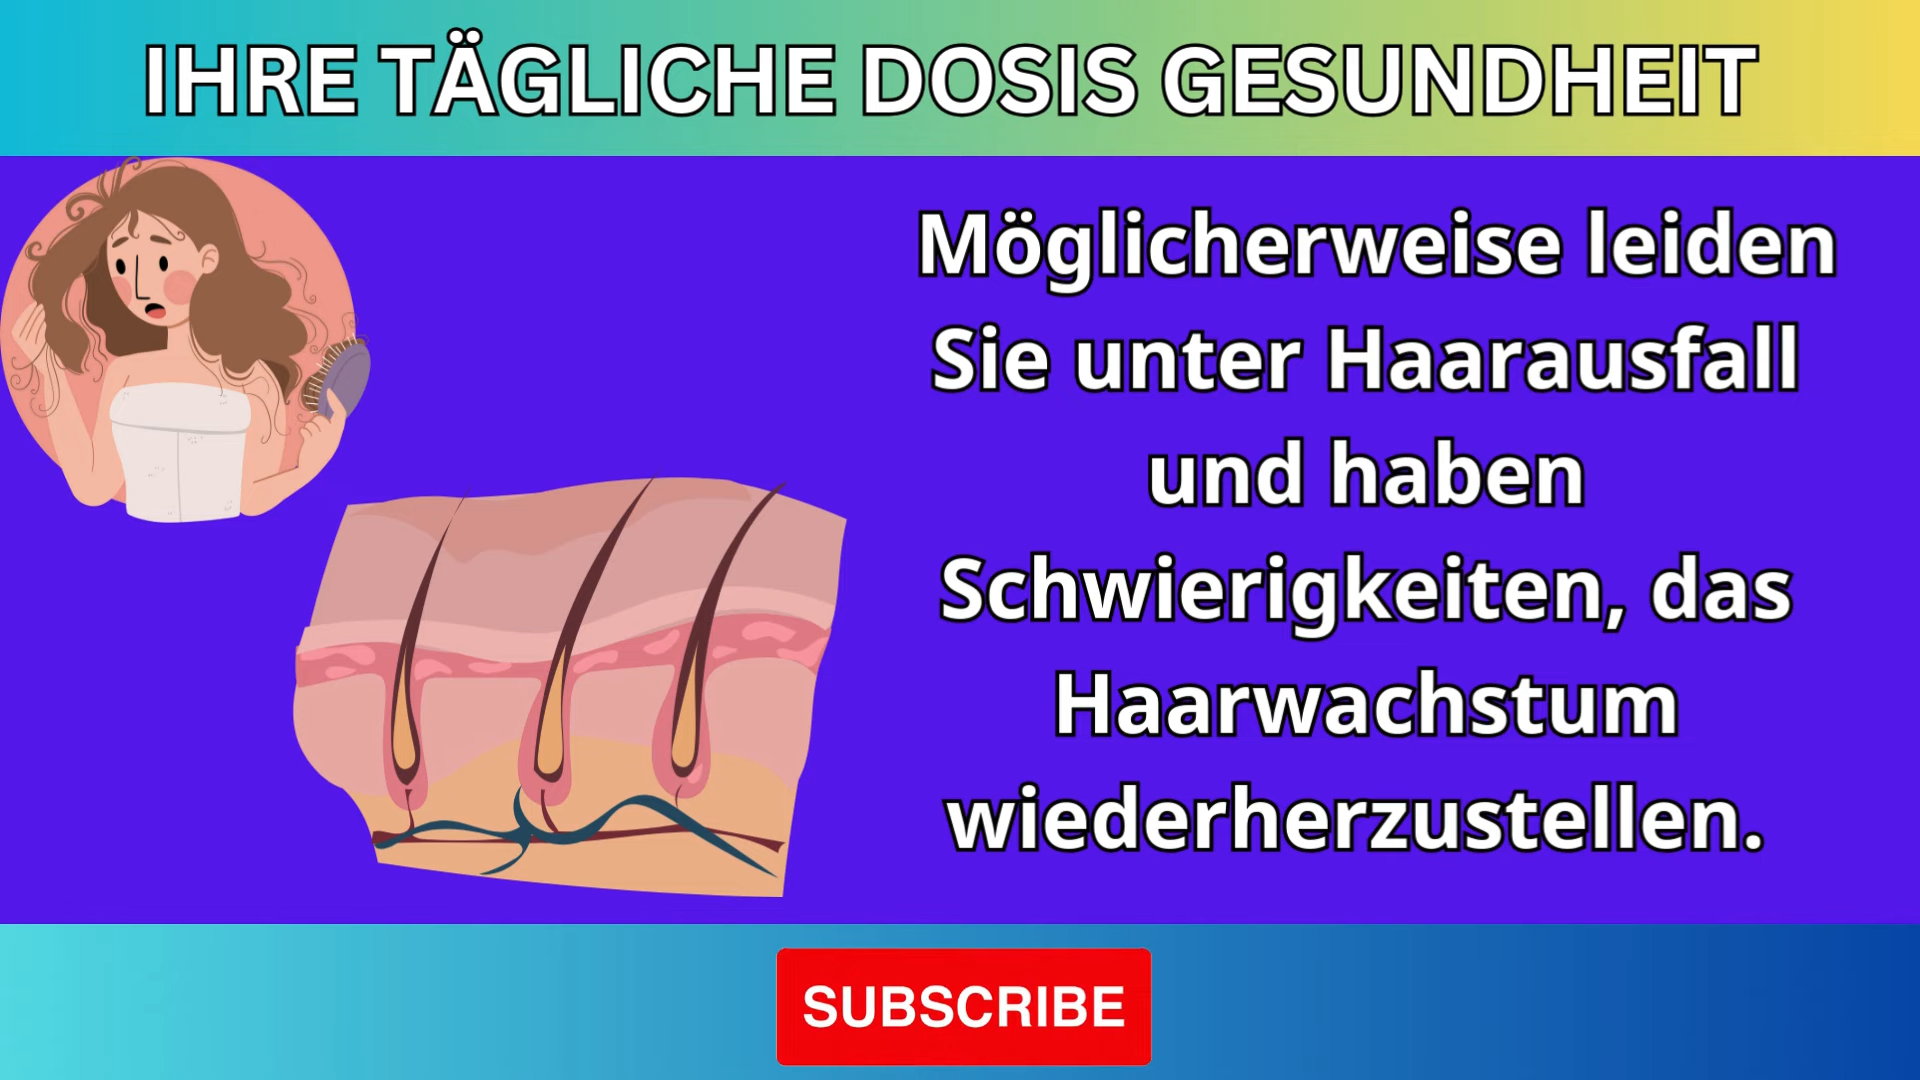 IHRE TÄGLICHE DOSIS GESUNDHEIT
Möglicherweise leiden
Sie unter Haarausfall
und haben
Schwierigkeiten, das
Haarwachstum
wiederherzustellen.
SUBSCRIBE